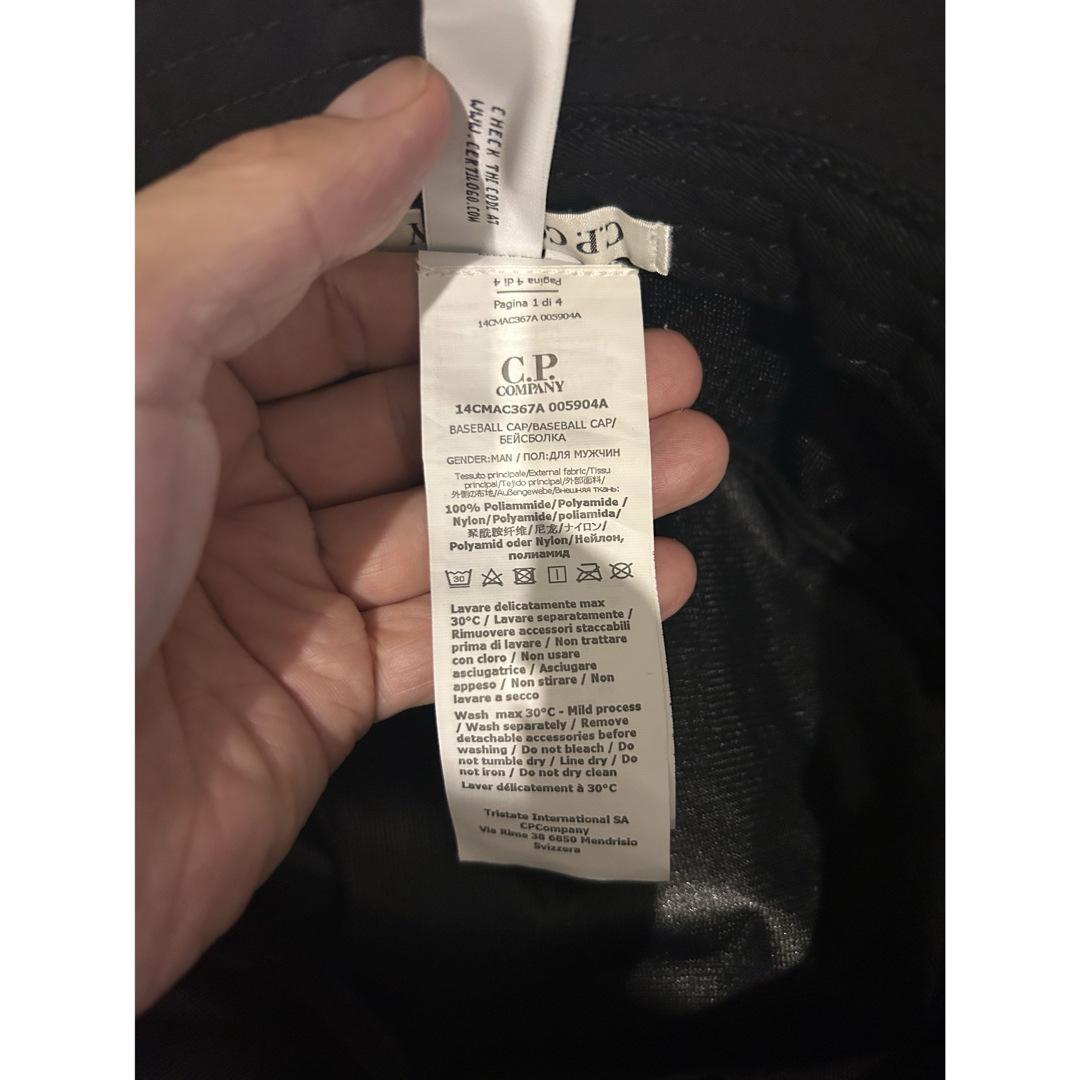 CHECK THE CODE AT
WWW.CERTILOGO.COM
C.P. CO
Y
Pagina 4 di 4
Pagina 1 di 4
14CMAC367A 005904A
C.P.
COMPANY
14CMAC367A 005904A
BASEBALL CAP/BASEBALL CAP/
БЕЙСБОЛКА
GENDER:MAN / ПОЛ:ДЛЯ МУЖЧИН
Tessuto principale/External fabric/Tissu
principal/Tejido principal/外部面料/
外側の布地/Außengewebe/Внешняя ткань:
100% Poliammide/Polyamide /
Nylon/Polyamide/poliamida/
聚酰胺纤维/尼龙/ナイロン/
Polyamid oder Nylon/Нейлон,
полиамид
30
Lavare delicatamente max
30°C / Lavare separatamente /
Rimuovere accessori staccabili
prima di lavare / Non trattare
con cloro / Non usare
asciugatrice / Asciugare
appeso / Non stirare / Non
lavare a secco
Wash max 30°C - Mild process
/ Wash separately / Remove
detachable accessories before
washing / Do not bleach / Do
not tumble dry / Line dry / Do
not iron / Do not dry clean
Laver délicatement à 30°C
Tristate International SA
CPCompany
Via Rime 38 6850 Mendrisio
Svizzera